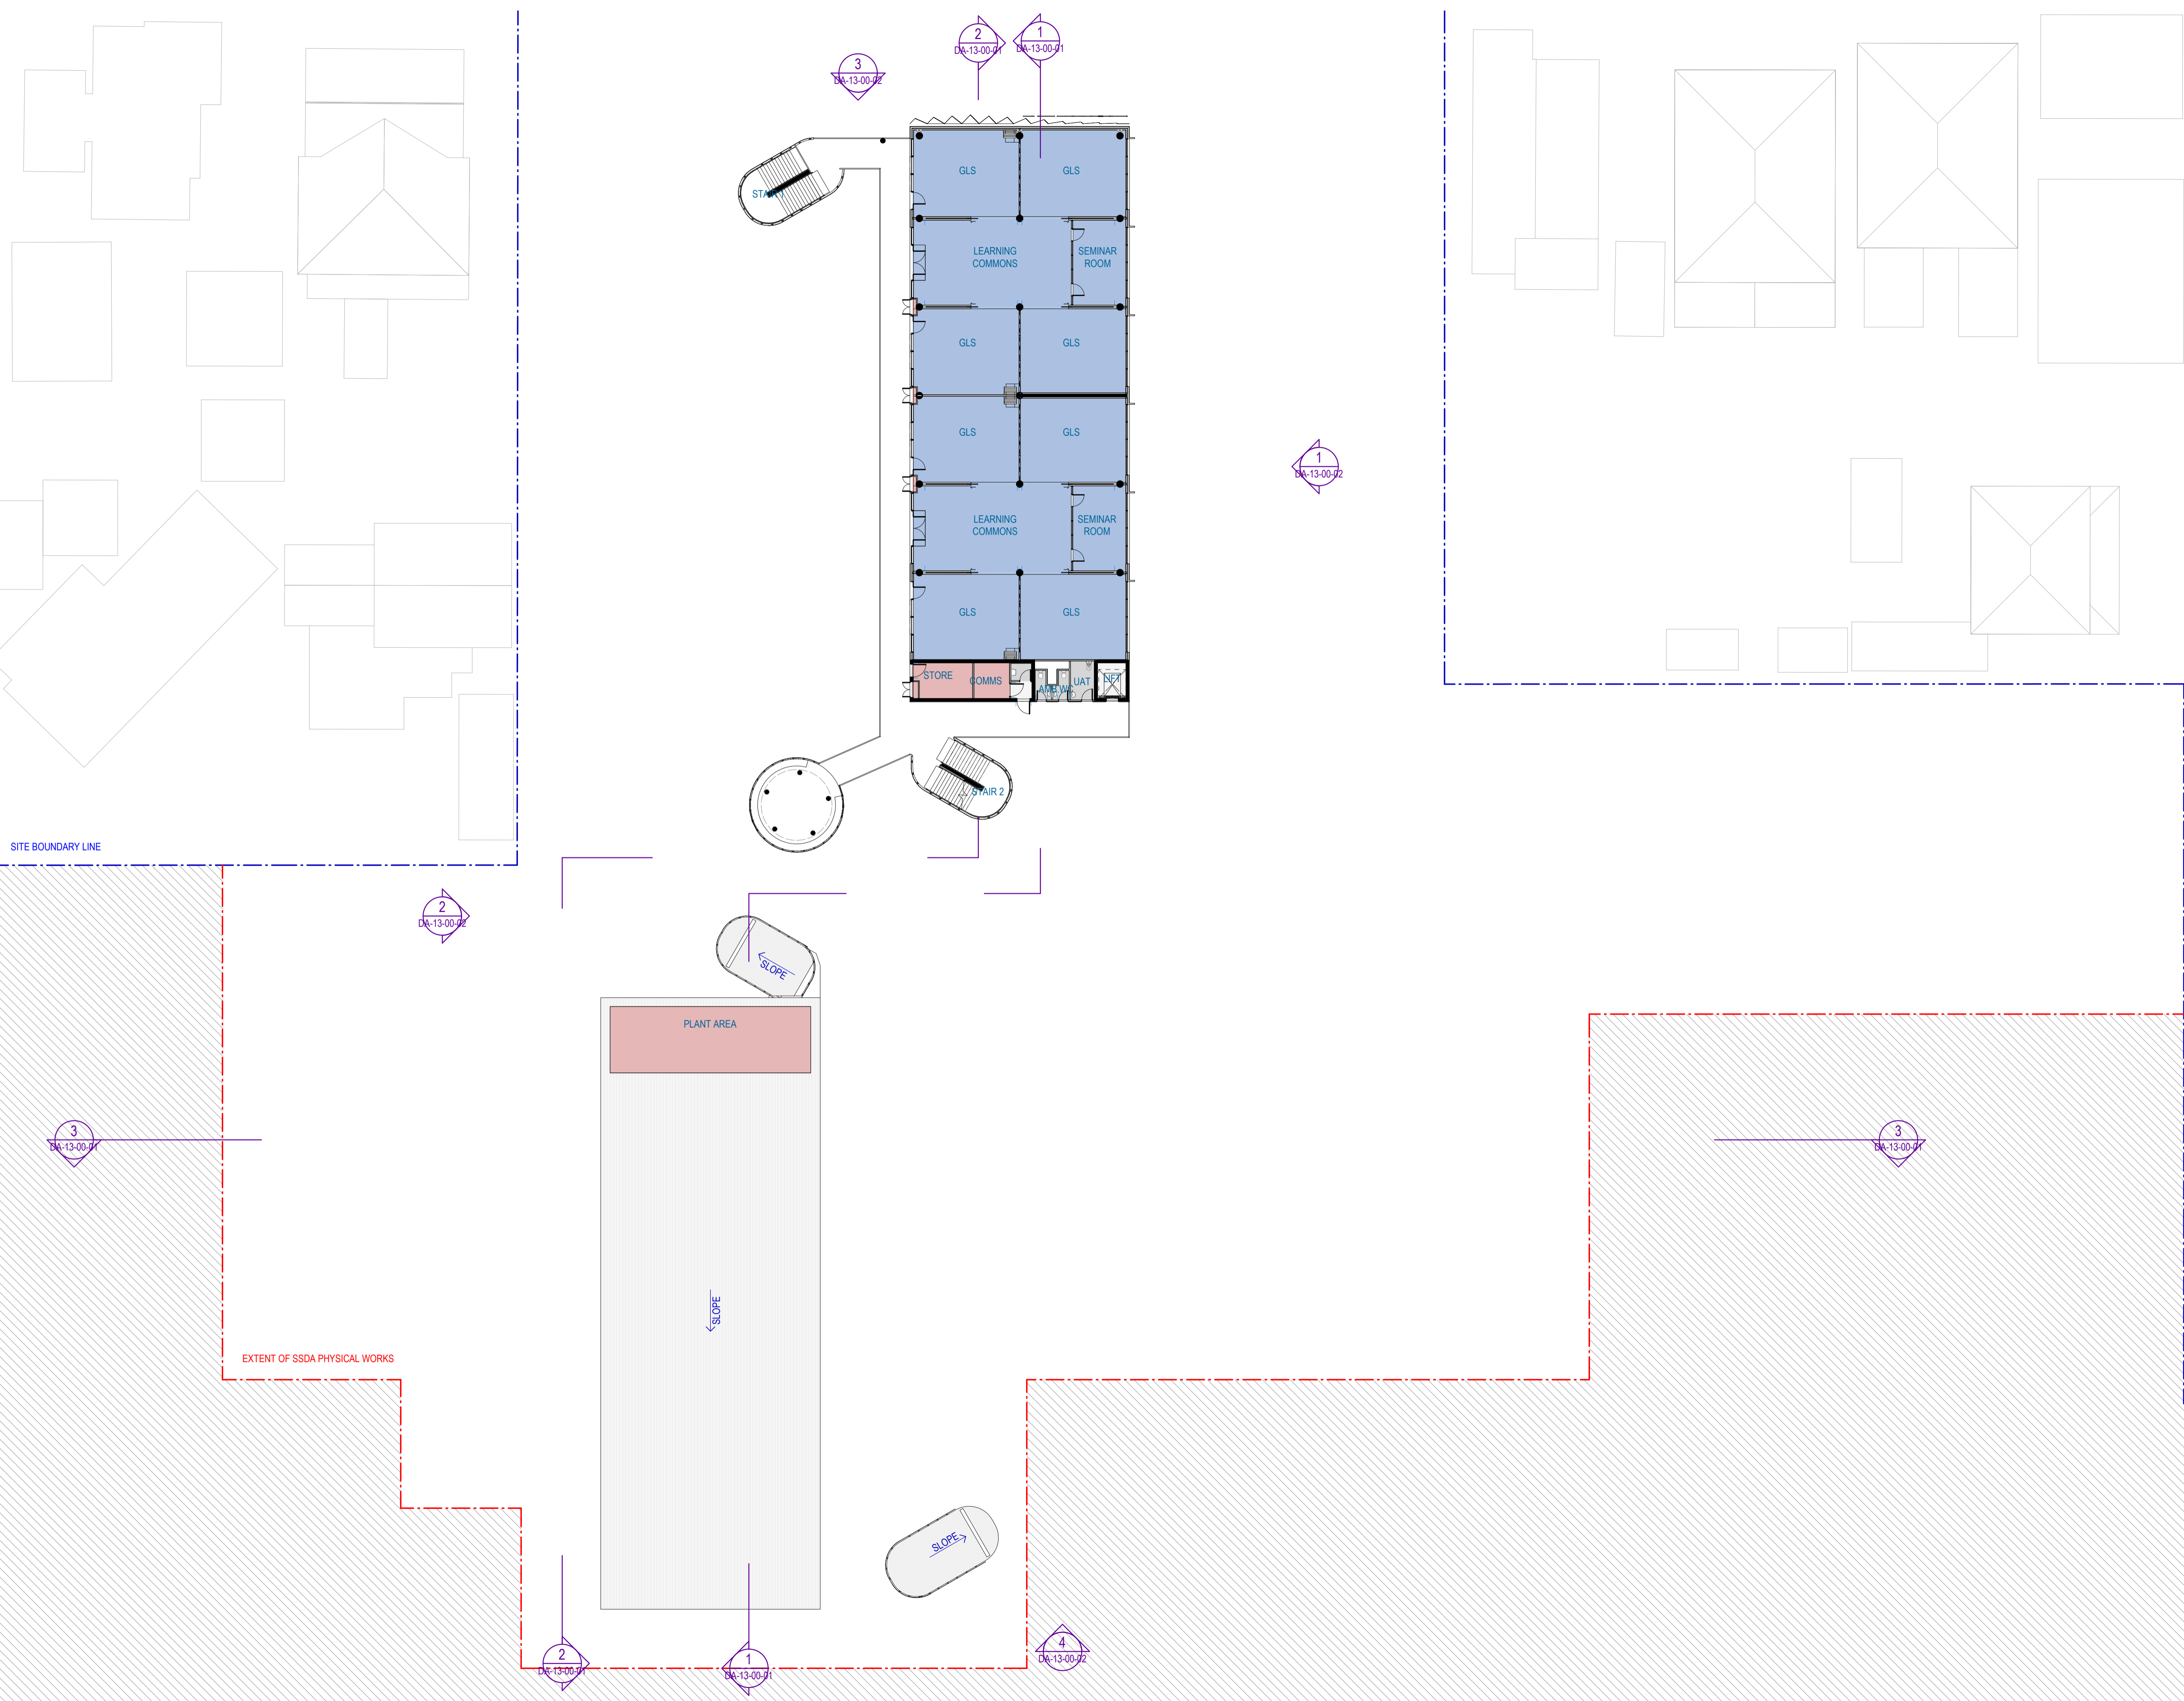 2
DA-13-00-01
1
DA-13-00-01
3
DA-13-00-02
GLS
GLS
STAIR 1
LEARNING
COMMONS
SEMINAR
ROOM
GLS
GLS
GLS
GLS
1
DA-13-00-02
LEARNING
COMMONS
SEMINAR
ROOM
GLS
GLS
STORE
COMMS
AMB.WC
UAT
LIFT
STAIR 2
SITE BOUNDARY LINE
2
DA-13-00-02
SLOPE
PLANT AREA
3
DA-13-00-01
3
DA-13-00-01
SLOPE
EXTENT OF SSDA PHYSICAL WORKS
SLOPE
2
DA-13-00-01
1
DA-13-00-01
4
DA-13-00-02